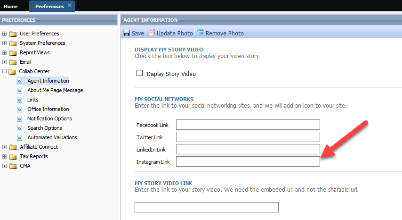 Home
Preferences
PREFERENCES
User Preferences
System Preferences
Report Views
Email
Collab Center
Agent Information
About Me Page Message
Links
Office Information
Notification Options
Search Options
Automated Valuations
Affiliate Connect
Tax Reports
CMA
AGENT INFORMATION
Save Update Photo Remove Photo
DISPLAY MY STORY VIDEO
Check the box below to display your video story.
Display Story Video
MY SOCIAL NETWORKS
Enter the link to your social networking sites, and we will add an icon to your site.
Facebook Link
Twitter Link
LinkedIn Link
Instagram Link
MY STORY VIDEO LINK
Enter the link to your story video. We need the embeded url and not the sharable url.